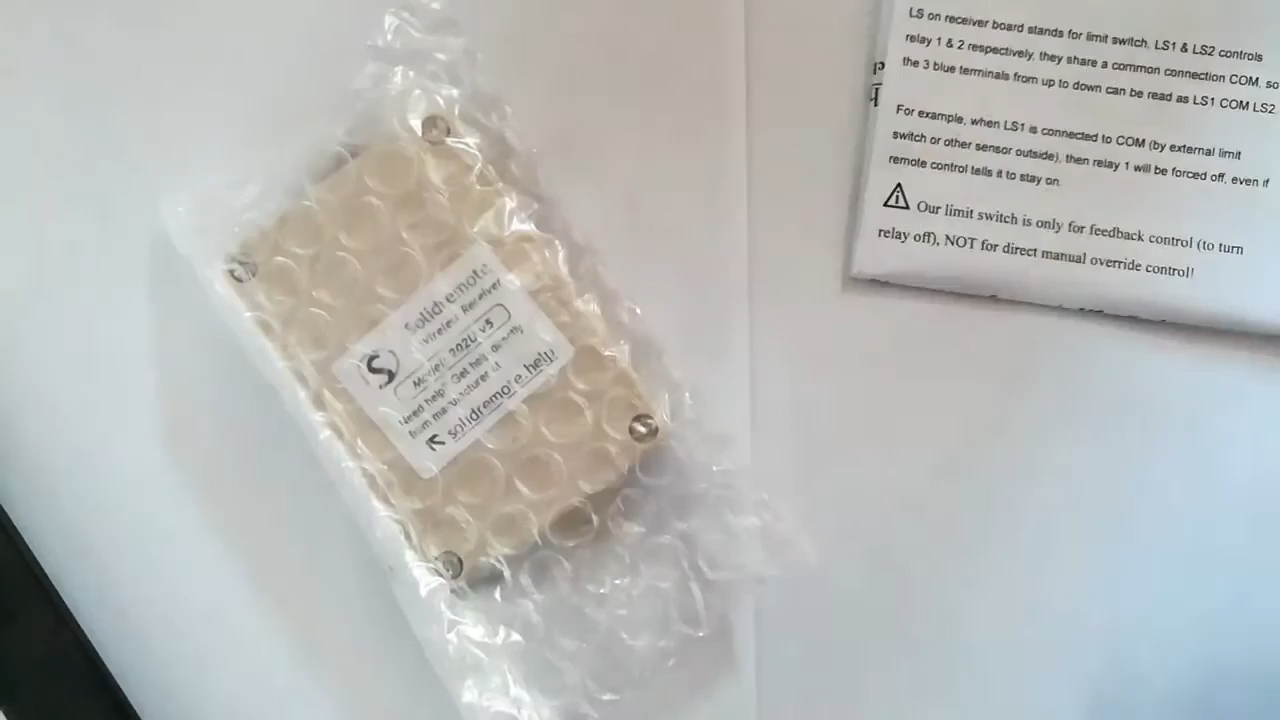 Solidremote
Wireless Receiver
Model: 202U v5
Need help? Get help directly
from manufacturer at
solidremote.help
LS on receiver board stands for limit switch, LS1 & LS2 controls
relay 1 & 2 respectively, they share a common connection COM, so
the 3 blue terminals from up to down can be read as LS1 COM LS2
For example, when LS1 is connected to COM (by external limit
switch or other sensor outside), then relay 1 will be forced off, even if
remote control tells it to stay on.
Our limit switch is only for feedback control (to turn
relay off), NOT for direct manual override control!